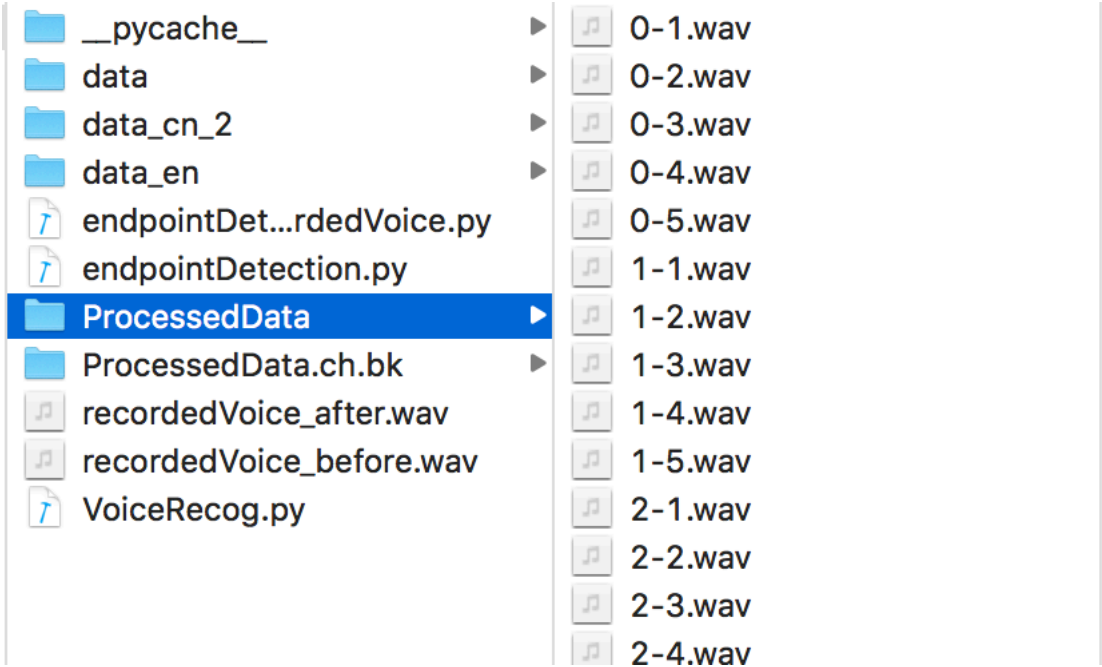 __pycache__
data
data_cn_2
data_en
endpointDet...rdedVoice.py
endpointDetection.py
ProcessedData
ProcessedData.ch.bk
recordedVoice_after.wav
recordedVoice_before.wav
VoiceRecog.py
0-1.wav
0-2.wav
0-3.wav
0-4.wav
0-5.wav
1-1.wav
1-2.wav
1-3.wav
1-4.wav
1-5.wav
2-1.wav
2-2.wav
2-3.wav
2-4.wav